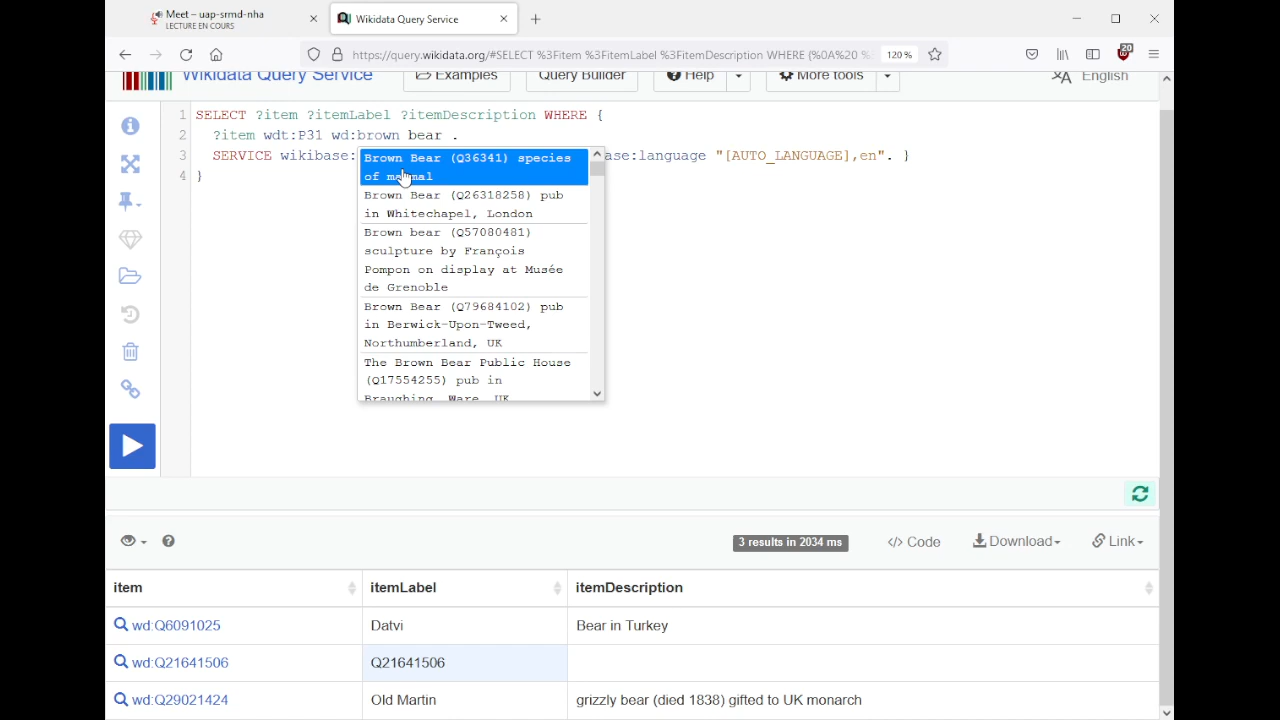 Meet – uap-srmd-nha
LECTURE EN COURS
Wikidata Query Service
https://query.wikidata.org/#SELECT %3Fitem %3FitemLabel %3FitemDescription WHERE {%0A%20 %
120%
20
Wikidata Query Service
Examples
Query Builder
Help
More tools
English
1 SELECT ?item ?itemLabel ?itemDescription WHERE {
2 ?item wdt:P31 wd:brown bear .
3 SERVICE wikibase: ase:language "[AUTO_LANGUAGE],en". }
4 }
Brown Bear (Q36341) species
of mammal
Brown Bear (Q26318258) pub
in Whitechapel, London
Brown bear (Q57080481)
sculpture by François
Pompon on display at Musée
de Grenoble
Brown Bear (Q79684102) pub
in Berwick-Upon-Tweed,
Northumberland, UK
The Brown Bear Public House
(Q17554255) pub in
Braughing, Ware, UK
3 results in 2034 ms
</> Code
Download
Link
item itemLabel itemDescription
wd:Q6091025 Datvi Bear in Turkey
wd:Q21641506 Q21641506
wd:Q29021424 Old Martin grizzly bear (died 1838) gifted to UK monarch